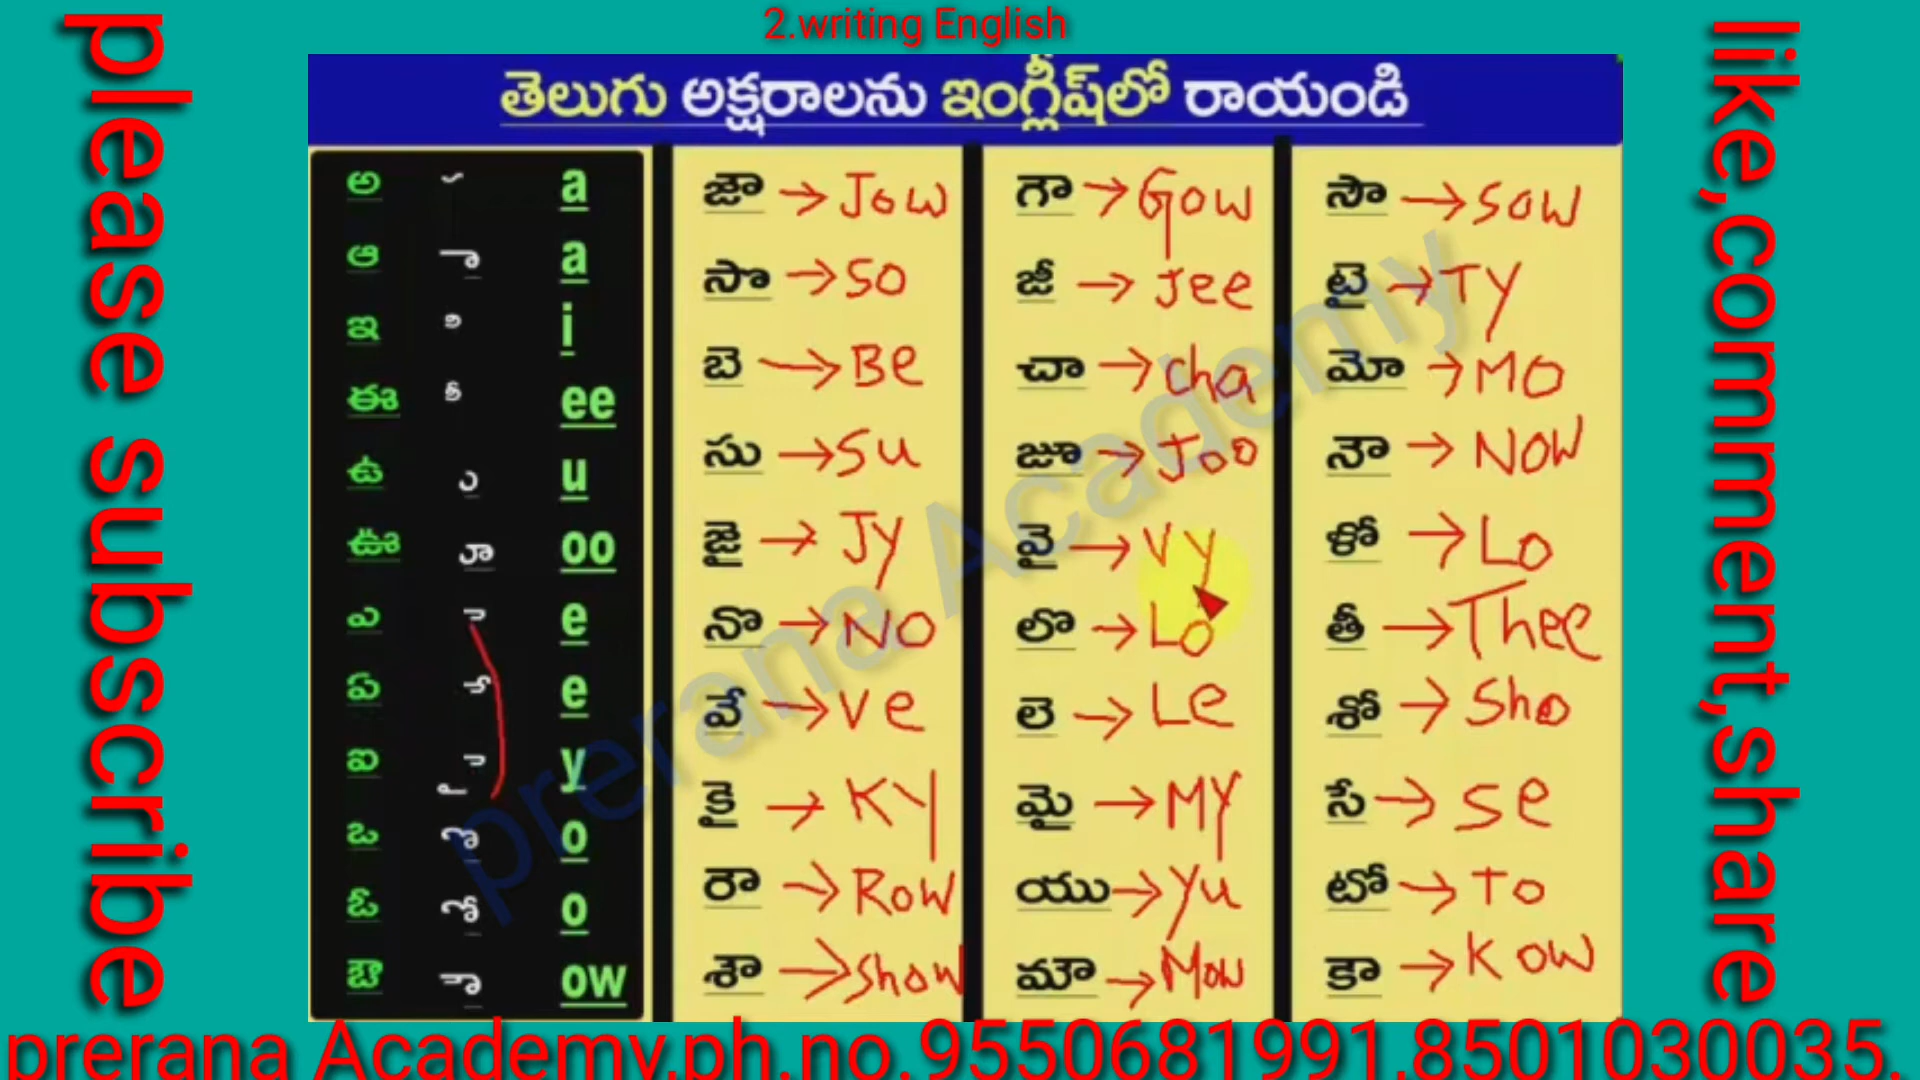 2.writing English
please subscribe
like,comment,share
తెలుగు అక్షరాలను ఇంగ్లీష్‌లో రాయండి
అ ఀ a
ఆ ా a
ఇ ి i
ఈ ీ ee
ఉ ు u
ఊ ూ oo
ఎ ె e
ఏ ే e
ఐ ై y
ఒ ొ o
ఓ ో o
ఔ ౌ ow
జౌ → Jow
సొ → so
బె → Be
సు → su
జై → Jy
నొ → No
వే → ve
కై → Ky
రౌ → Row
శౌ → show
గౌ → Gow
జీ → Jee
చా → cha
జూ → Joo
వై → Vy
లొ → Lo
లె → Le
మై → My
యు → Yu
మౌ → Mow
సౌ → sow
టై → TY
మో → MO
నౌ → NOW
ళో → Lo
తీ → Thee
శో → Sho
సే → se
టో → To
కౌ → Kow
prerana Academy
prerana Academy,ph.no.9550681991,8501030035.